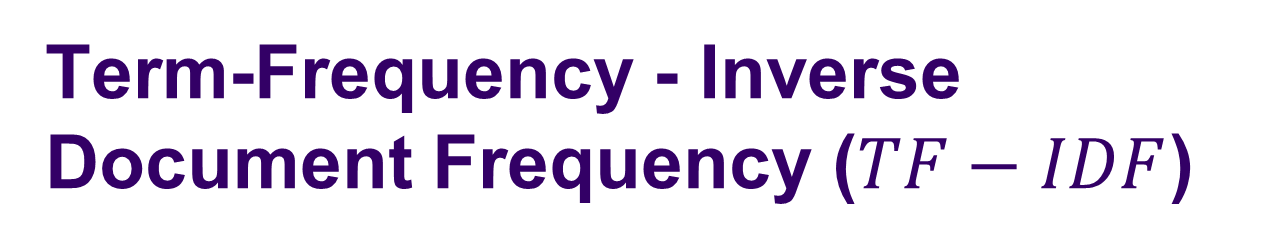 Term-Frequency - Inverse
Document Frequency (TF − IDF)